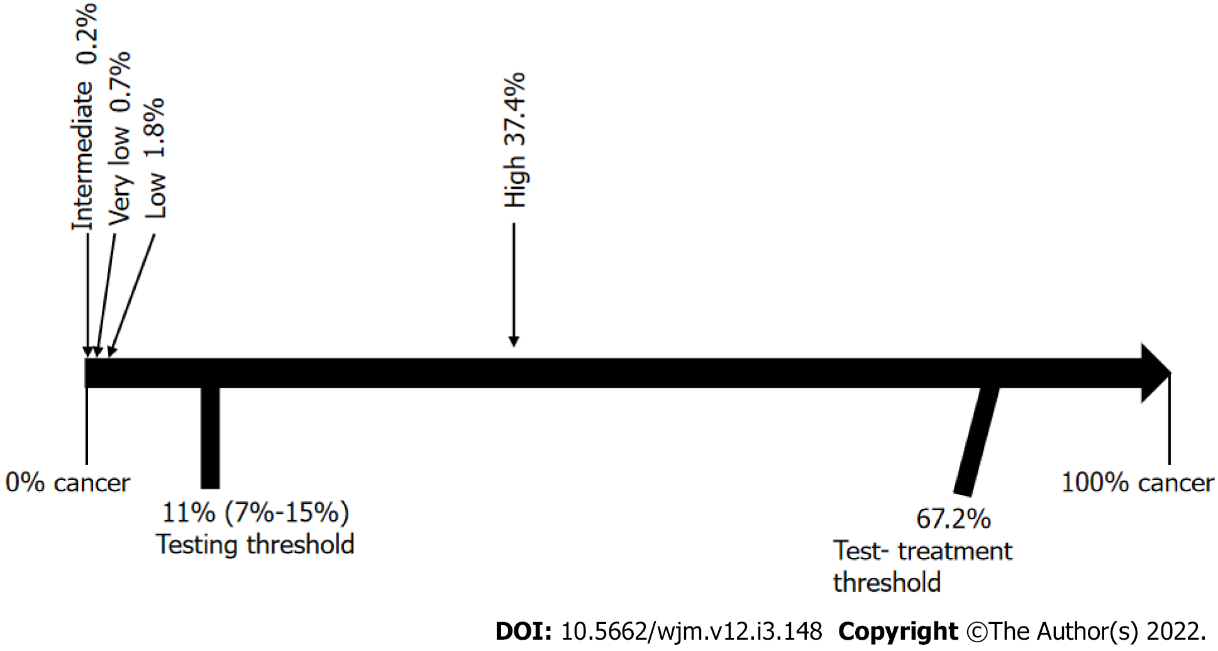 Intermediate 0.2%
Very low 0.7%
Low 1.8%
High 37.4%
0% cancer
100% cancer
11% (7%-15%)
Testing threshold
67.2%
Test- treatment
threshold
DOI: 10.5662/wjm.v12.i3.148 Copyright ©The Author(s) 2022.